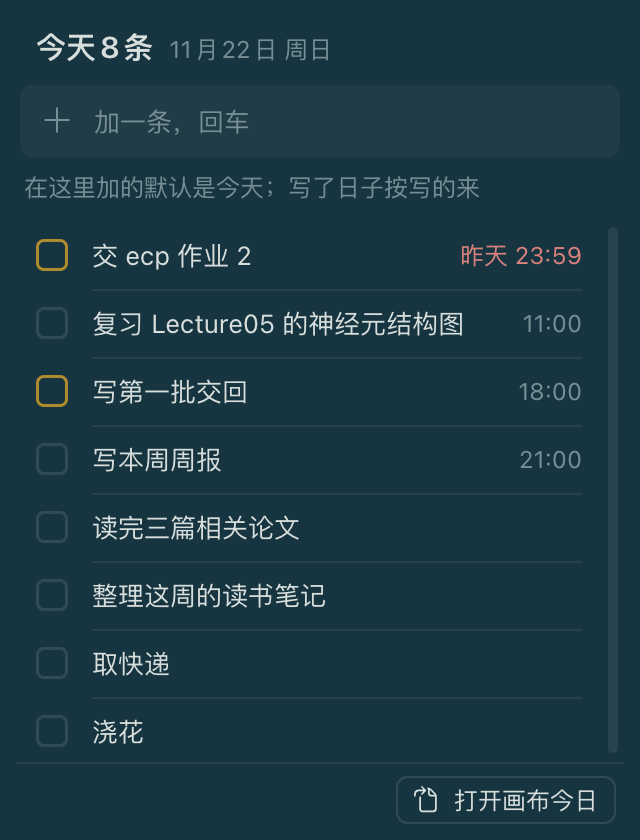 今天8条 11月22日 周日
加一条，回车
在这里加的默认是今天；写了日子按写的来
交 ecp 作业 2 昨天 23:59
复习 Lecture05 的神经元结构图 11:00
写第一批交回 18:00
写本周周报 21:00
读完三篇相关论文
整理这周的读书笔记
取快递
浇花
打开画布今日